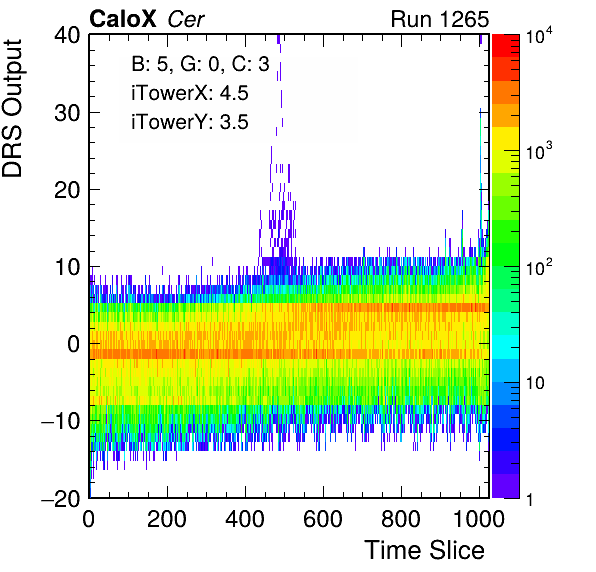 CaloX Cer Run 1265
DRS Output
B: 5, G: 0, C: 3
iTowerX: 4.5
iTowerY: 3.5
40
30
20
10
0
−10
−20
0 200 400 600 800 1000
Time Slice
10^4
10^3
10^2
10
1